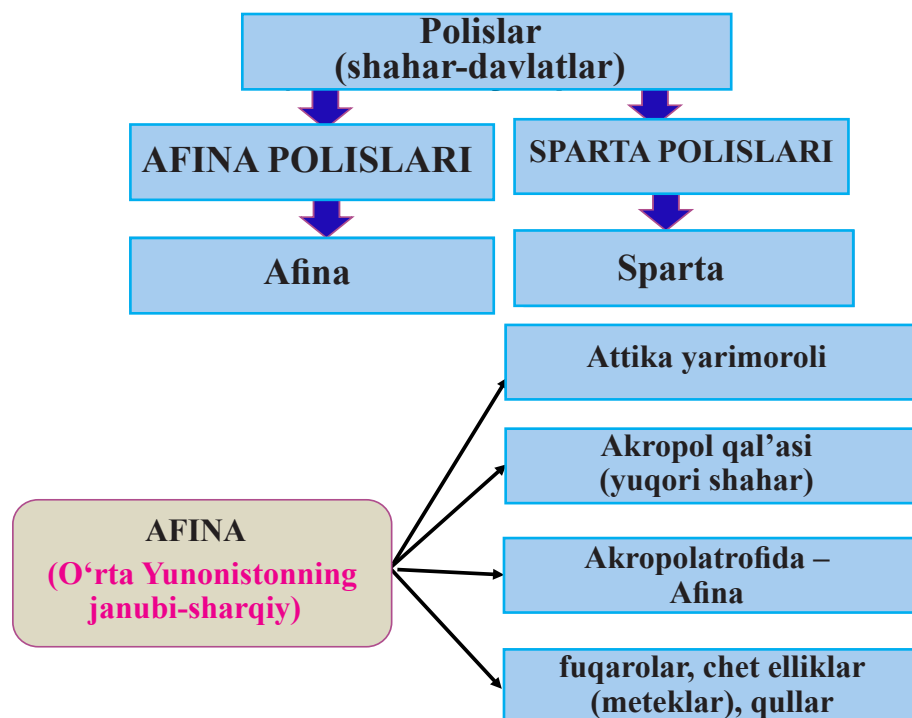 Polislar
(shahar-davlatlar)
AFINA POLISLARI
SPARTA POLISLARI
Afina
Sparta
Attika yarimoroli
Akropol qal’asi
(yuqori shahar)
AFINA
(O‘rta Yunonistonning
janubi-sharqiy)
Akropolatrofida –
Afina
fuqarolar, chet elliklar
(meteklar), qullar